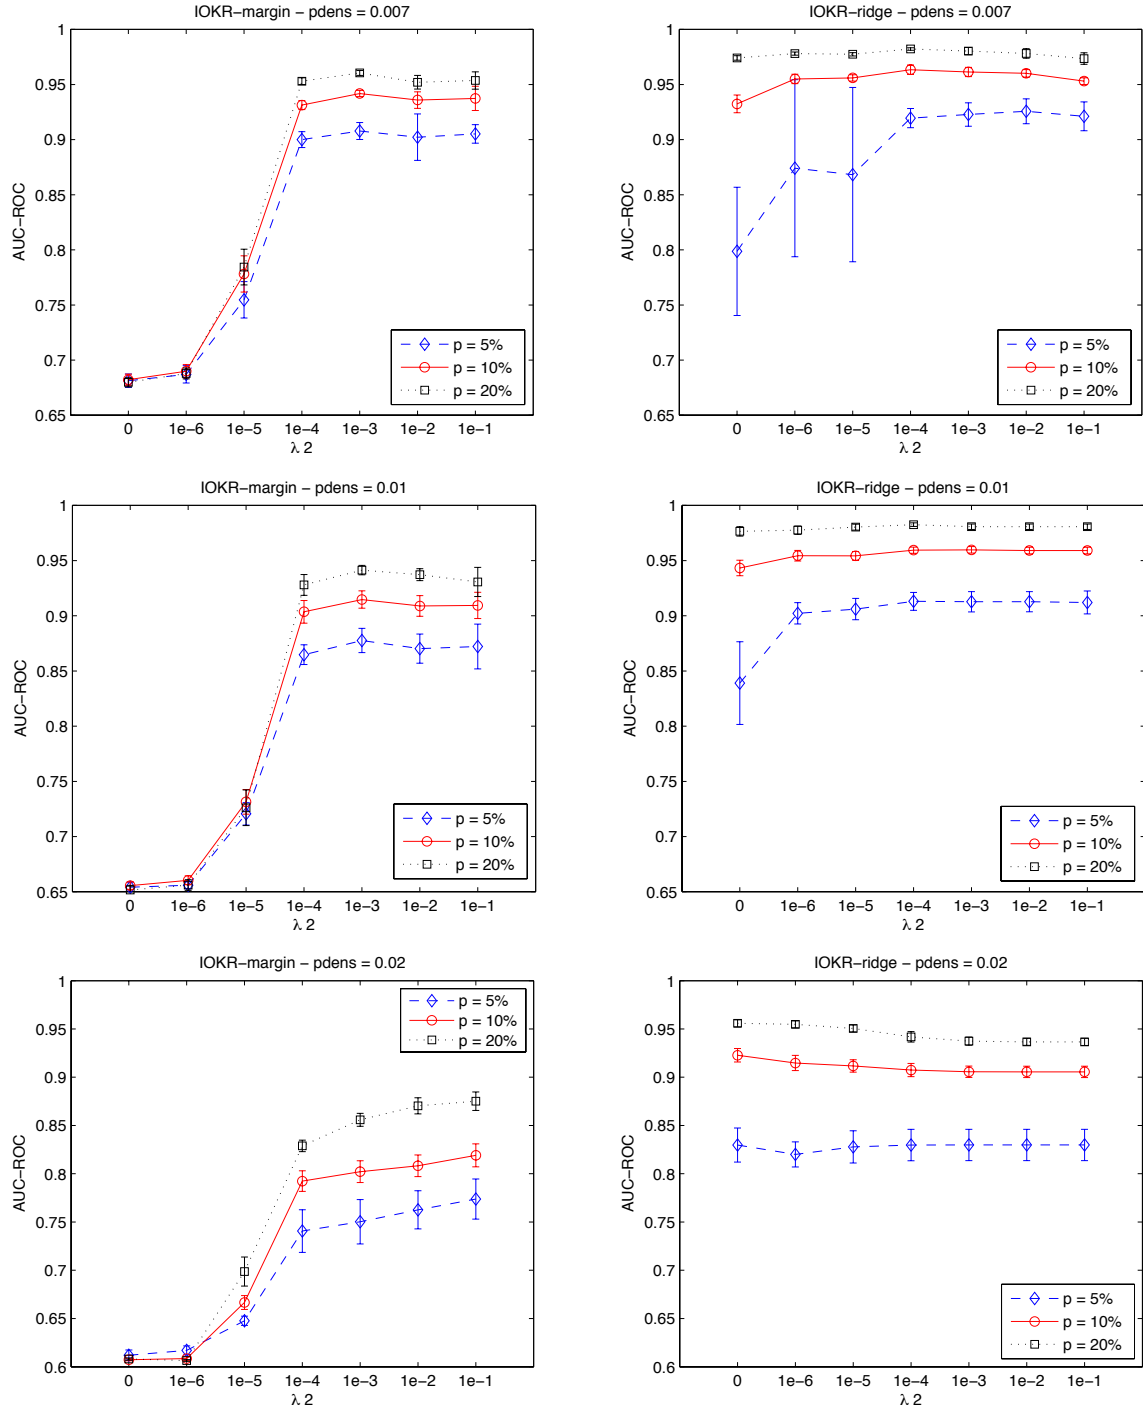 IOKR−margin − pdens = 0.007
1
0.95
0.9
0.85
0.8
0.75
0.7
0.65
AUC−ROC
p = 5%
p = 10%
p = 20%
0 1e−6 1e−5 1e−4 1e−3 1e−2 1e−1
λ 2
IOKR−ridge − pdens = 0.007
1
0.95
0.9
0.85
0.8
0.75
0.7
0.65
AUC−ROC
p = 5%
p = 10%
p = 20%
0 1e−6 1e−5 1e−4 1e−3 1e−2 1e−1
λ 2
IOKR−margin − pdens = 0.01
1
0.95
0.9
0.85
0.8
0.75
0.7
0.65
AUC−ROC
p = 5%
p = 10%
p = 20%
0 1e−6 1e−5 1e−4 1e−3 1e−2 1e−1
λ 2
IOKR−ridge − pdens = 0.01
1
0.95
0.9
0.85
0.8
0.75
0.7
0.65
AUC−ROC
p = 5%
p = 10%
p = 20%
0 1e−6 1e−5 1e−4 1e−3 1e−2 1e−1
λ 2
IOKR−margin − pdens = 0.02
1
0.95
0.9
0.85
0.8
0.75
0.7
0.65
0.6
AUC−ROC
p = 5%
p = 10%
p = 20%
0 1e−6 1e−5 1e−4 1e−3 1e−2 1e−1
λ 2
IOKR−ridge − pdens = 0.02
1
0.95
0.9
0.85
0.8
0.75
0.7
0.65
0.6
AUC−ROC
p = 5%
p = 10%
p = 20%
0 1e−6 1e−5 1e−4 1e−3 1e−2 1e−1
λ 2